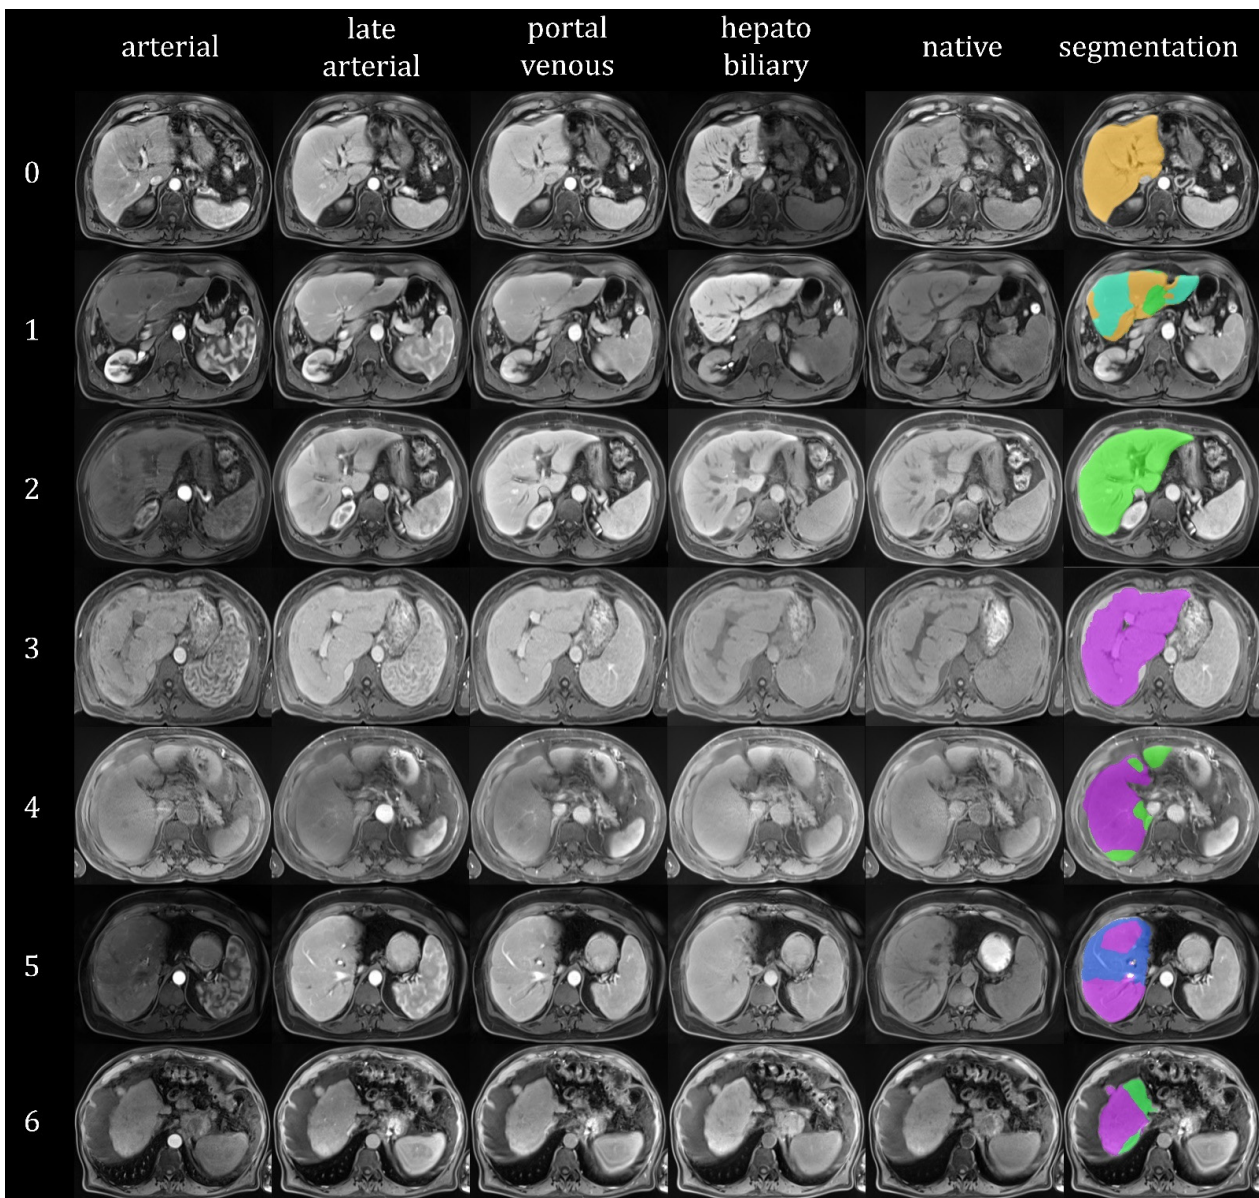 arterial
late
arterial
portal
venous
hepato
biliary
native
segmentation
0
1
2
3
4
5
6